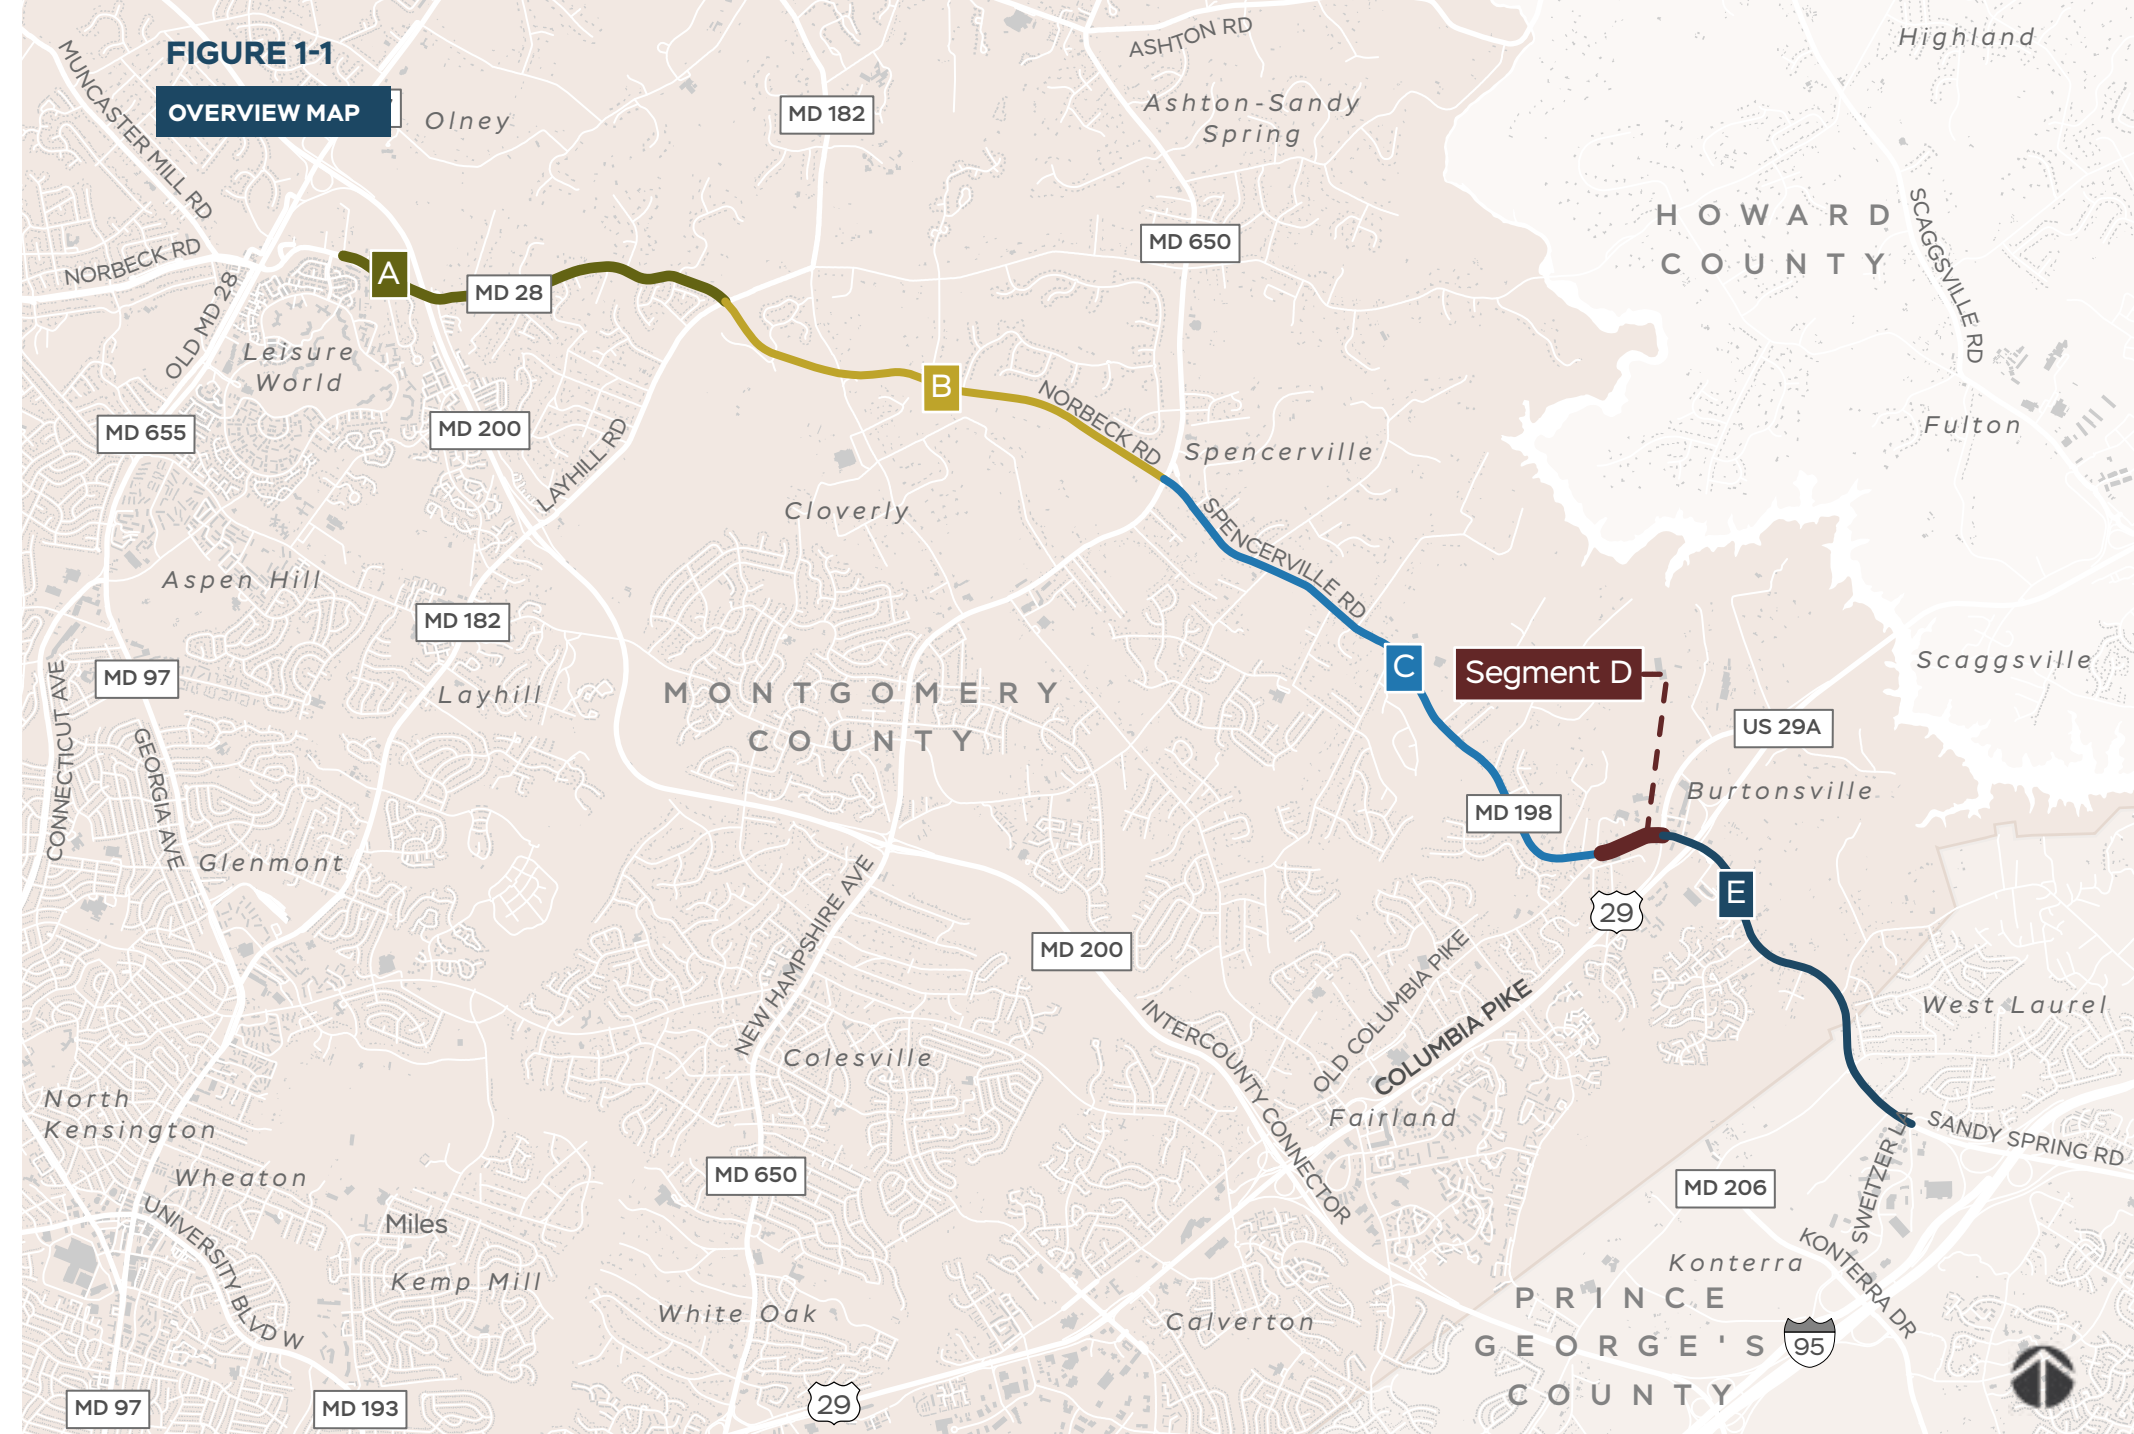 FIGURE 1-1
OVERVIEW MAP
MUNCASTER MILL RD
Olney
MD 182
ASHTON RD
Ashton-Sandy
Spring
Highland
HOWARD
COUNTY
SCAGGSVILLE RD
NORBECK RD
OLD MD 28
A
MD 28
MD 650
Leisure
World
MD 655
MD 200
LAYHILL RD
B
NORBECK RD
Spencerville
Fulton
Cloverly
SPENCERVILLE RD
Aspen Hill
MD 182
CONNECTICUT AVE
MD 97
GEORGIA AVE
Layhill
MONTGOMERY
COUNTY
C
Segment D
Scaggsville
US 29A
Burtonsville
MD 198
Glenmont
NEW HAMPSHIRE AVE
29
E
MD 200
OLD COLUMBIA PIKE
COLUMBIA PIKE
West Laurel
INTERCOUNTY CONNECTOR
Colesville
North
Kensington
Fairland
SANDY SPRING RD
SWEITZER LT
Wheaton
MD 650
MD 206
UNIVERSITY BLVD W
Miles
Kemp Mill
White Oak
Calverton
Konterra
KONTERRA DR
PRINCE
GEORGE'S
COUNTY
95
MD 97
MD 193
29